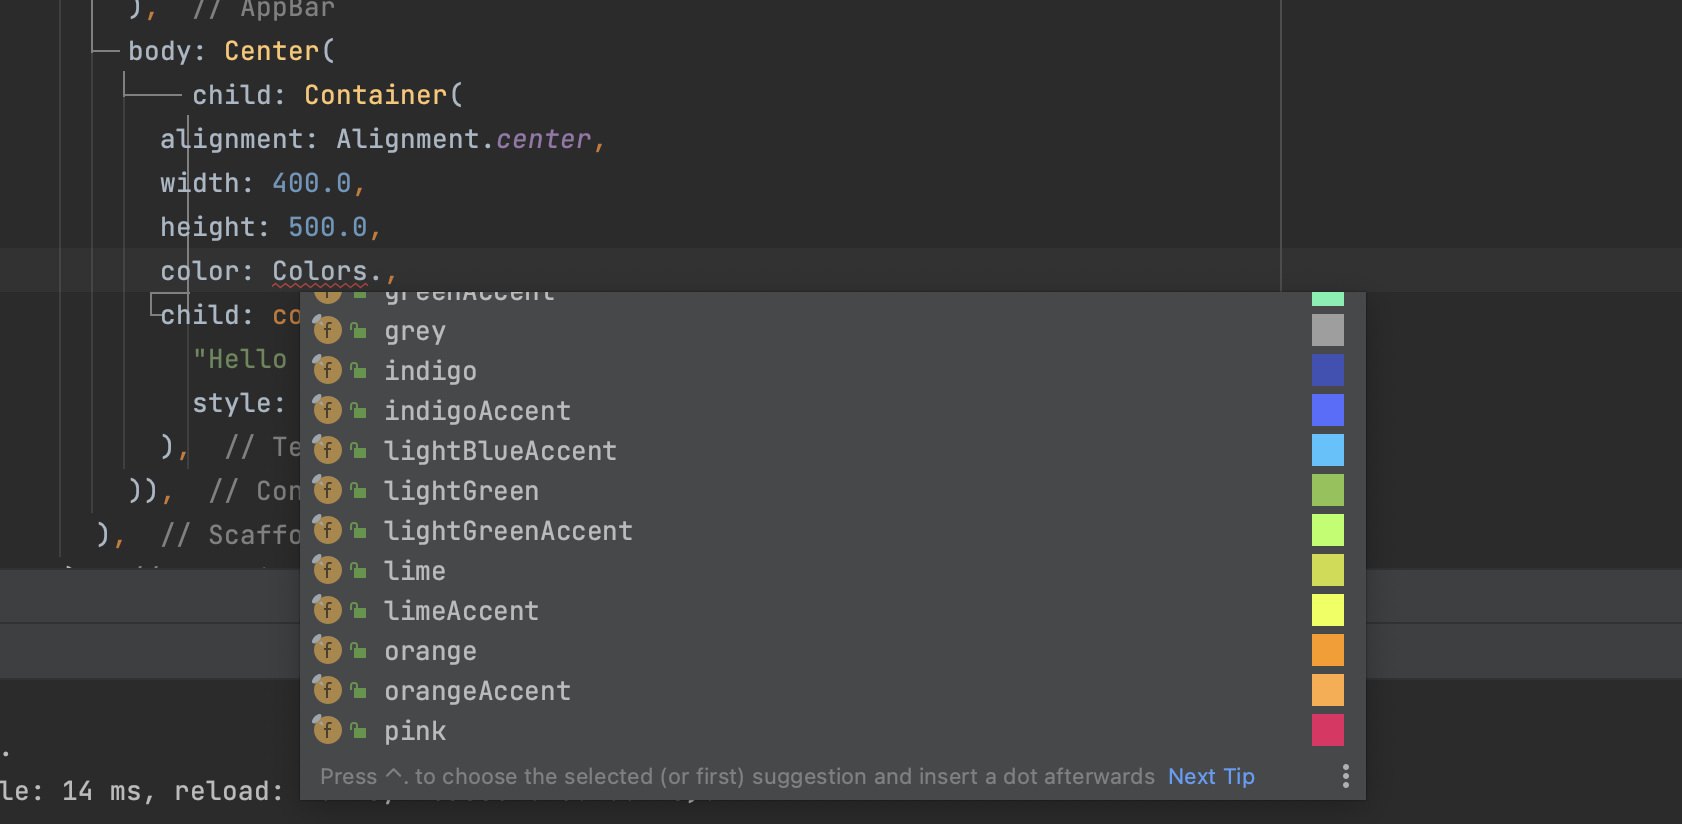 ), // AppBar
body: Center(
child: Container(
alignment: Alignment.center,
width: 400.0,
height: 500.0,
color: Colors.,
child: co
"Hello
style:
), // Te
)), // Con
), // Scaffo
greenAccent
grey
indigo
indigoAccent
lightBlueAccent
lightGreen
lightGreenAccent
lime
limeAccent
orange
orangeAccent
pink
Press ^. to choose the selected (or first) suggestion and insert a dot afterwards Next Tip
.
le: 14 ms, reload: